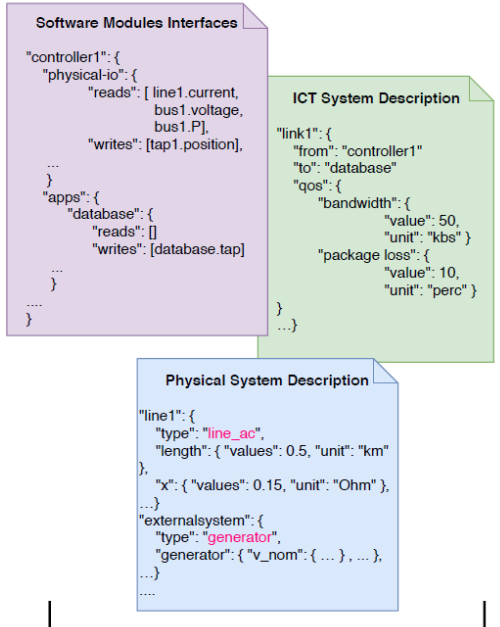 Software Modules Interfaces
"controller1": {
"physical-io": {
"reads": [ line1.current,
bus1.voltage,
bus1.P],
"writes": [tap1.position],
...
}
"apps": {
"database": {
"reads": []
"writes": [database.tap]
...
}
....
}
ICT System Description
"link1": {
"from": "controller1"
"to": "database"
"qos": {
"bandwidth": {
"value": 50,
"unit": "kbs" }
"package loss": {
"value": 10,
"unit": "perc" }
}
...}
Physical System Description
"line1": {
"type": "line_ac",
"length": { "values": 0.5, "unit": "km"
},
"x": { "values": 0.15, "unit": "Ohm" },
...}
"externalsystem": {
"type": "generator",
"generator": { "v_nom": { ... } , ... },
...}
....